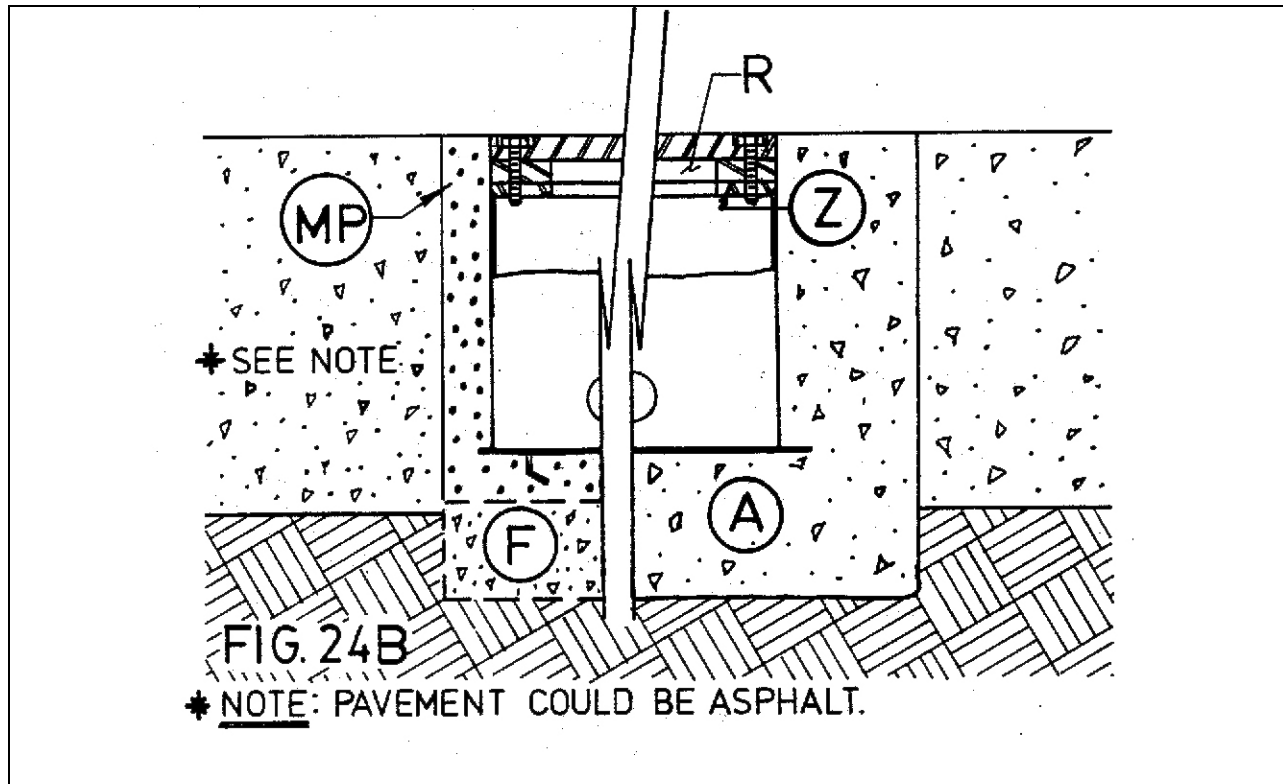 R
MP
Z
* SEE NOTE
A
F
FIG. 24B
* NOTE: PAVEMENT COULD BE ASPHALT.